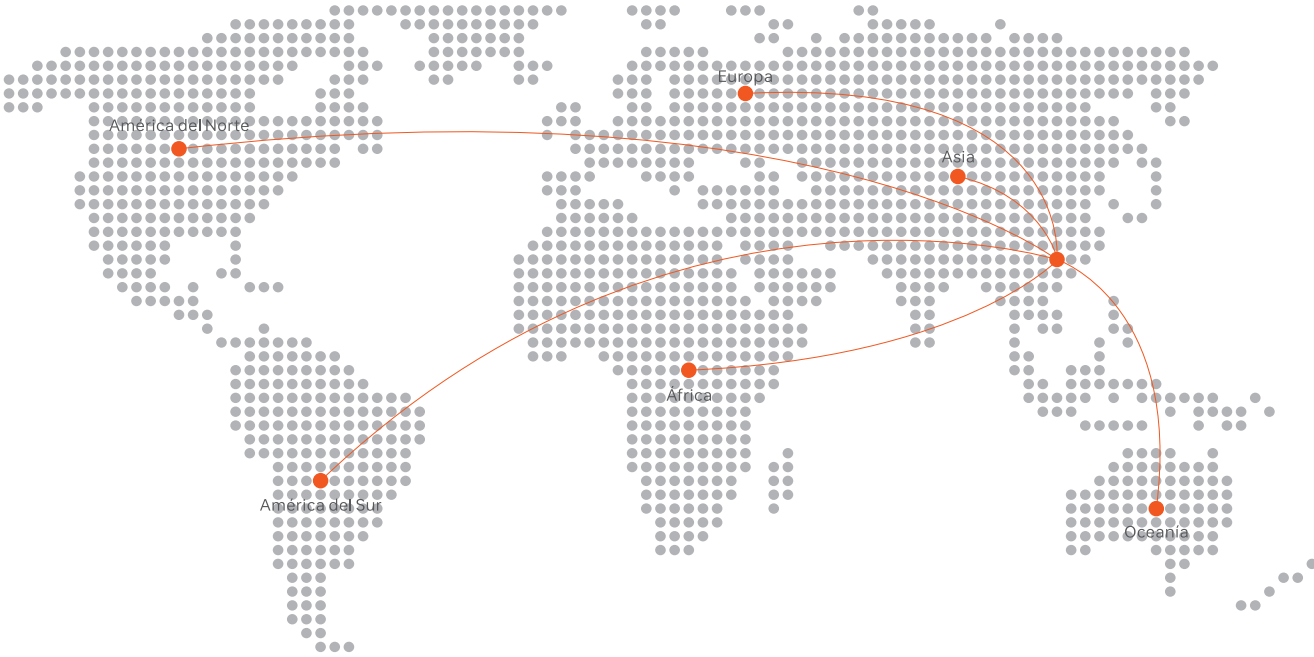 Europa
América del Norte
Asia
África
América del Sur
Oceanía